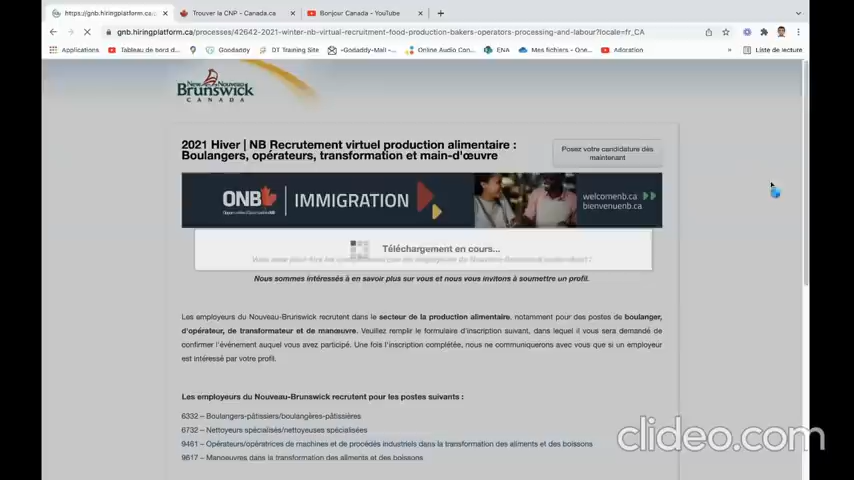 https://gnb.hiringplatform.ca/
Trouver la CNP - Canada.ca
Bonjour Canada - YouTube
gnb.hiringplatform.ca/processes/42642-2021-winter-nb-virtual-recruitment-food-production-bakers-operators-processing-and-labour?locale=fr_CA
Applications
Tableau de bord d...
Goodaddy
DT Training Site
-Godaddy-Mail -...
Online Audio Con...
ENA
Mes fichiers - One...
Adoration
»
Liste de lecture
New Nouveau
Brunswick
CANADA
2021 Hiver | NB Recrutement virtuel production alimentaire :
Boulangers, opérateurs, transformation et main-d'œuvre
Posez votre candidature dès
maintenant
ONB
IMMIGRATION
welcomenb.ca
bienvenuenb.ca
Téléchargement en cours...
Nous sommes intéressés à en savoir plus sur vous et nous vous invitons à soumettre un profil.
Les employeurs du Nouveau-Brunswick recrutent dans le secteur de la production alimentaire, notamment pour des postes de boulanger,
d'opérateur, de transformateur et de manœuvre. Veuillez remplir le formulaire d'inscription suivant, dans lequel il vous sera demandé de
confirmer l'événement auquel vous avez participé. Une fois l'inscription complétée, nous ne communiquerons avec vous que si un employeur
est intéressé par votre profil.
Les employeurs du Nouveau-Brunswick recrutent pour les postes suivants :
6332 – Boulangers-pâtissiers/boulangères-pâtissières
6732 – Nettoyeurs spécialisés/nettoyeuses spécialisées
9461 – Opérateurs/opératrices de machines et de procédés industriels dans la transformation des aliments et des boissons
9617 – Manoeuvres dans la transformation des aliments et des boissons
clideo.com